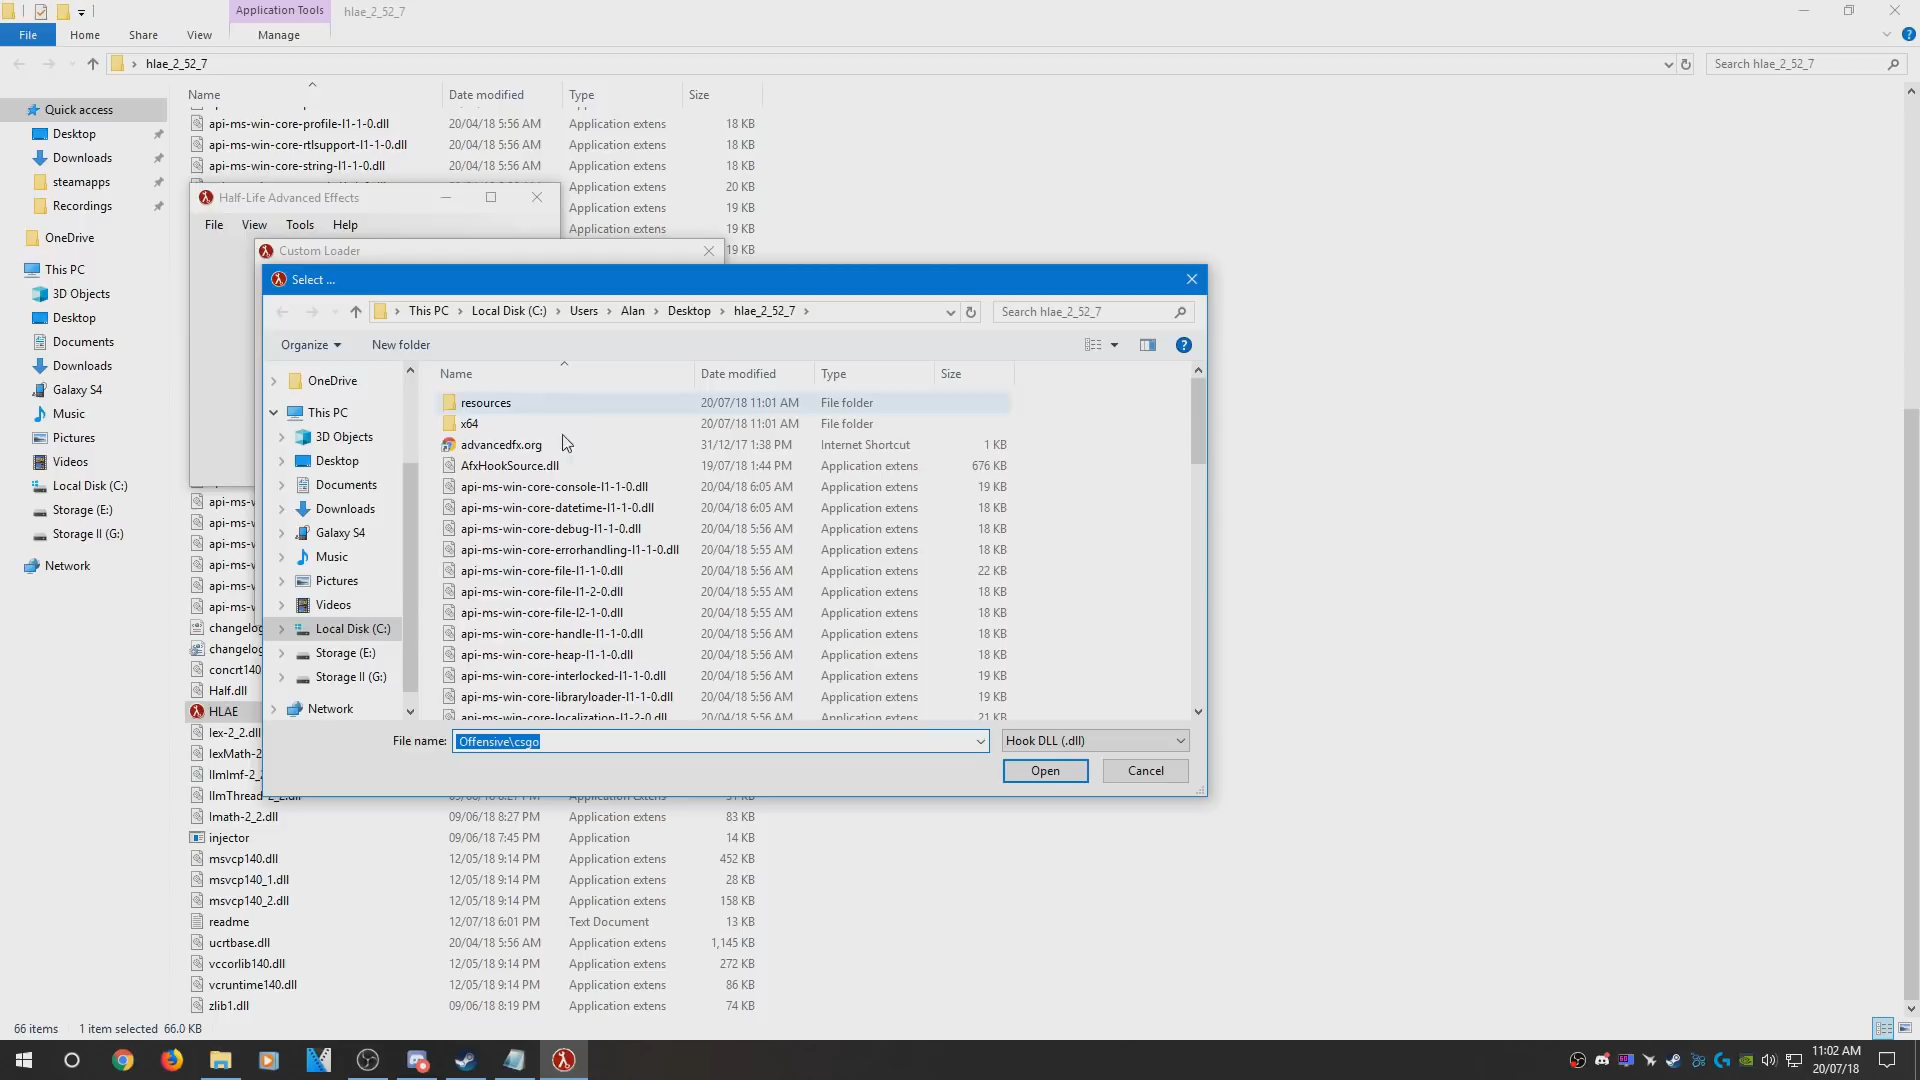 Application Tools
hlae_2_52_7
File
Home
Share
View
Manage
hlae_2_52_7
Search hlae_2_52_7
Name
Date modified
Type
Size
Quick access
Desktop
Downloads
steamapps
Recordings
OneDrive
This PC
3D Objects
Desktop
Documents
Downloads
Galaxy S4
Music
Pictures
Videos
Local Disk (C:)
Storage (E:)
Storage II (G:)
Network
api-ms-win-core-profile-l1-1-0.dll 20/04/18 5:56 AM Application extens 18 KB
api-ms-win-core-rtlsupport-l1-1-0.dll 20/04/18 5:56 AM Application extens 18 KB
api-ms-win-core-string-l1-1-0.dll 20/04/18 5:56 AM Application extens 18 KB
Application extens 20 KB
Application extens 19 KB
Application extens 19 KB
19 KB
Half-Life Advanced Effects
File View Tools Help
Custom Loader
Select ...
This PC > Local Disk (C:) > Users > Alan > Desktop > hlae_2_52_7 >
Search hlae_2_52_7
Organize
New folder
OneDrive
This PC
3D Objects
Desktop
Documents
Downloads
Galaxy S4
Music
Pictures
Videos
Local Disk (C:)
Storage (E:)
Storage II (G:)
Network
Name Date modified Type Size
resources 20/07/18 11:01 AM File folder
x64 20/07/18 11:01 AM File folder
advancedfx.org 31/12/17 1:38 PM Internet Shortcut 1 KB
AfxHookSource.dll 19/07/18 1:44 PM Application extens 676 KB
api-ms-win-core-console-l1-1-0.dll 20/04/18 6:05 AM Application extens 19 KB
api-ms-win-core-datetime-l1-1-0.dll 20/04/18 6:05 AM Application extens 18 KB
api-ms-win-core-debug-l1-1-0.dll 20/04/18 5:56 AM Application extens 18 KB
api-ms-win-core-errorhandling-l1-1-0.dll 20/04/18 5:55 AM Application extens 18 KB
api-ms-win-core-file-l1-1-0.dll 20/04/18 5:56 AM Application extens 22 KB
api-ms-win-core-file-l1-2-0.dll 20/04/18 5:55 AM Application extens 18 KB
api-ms-win-core-file-l2-1-0.dll 20/04/18 5:55 AM Application extens 18 KB
api-ms-win-core-handle-l1-1-0.dll 20/04/18 5:56 AM Application extens 18 KB
api-ms-win-core-heap-l1-1-0.dll 20/04/18 5:56 AM Application extens 18 KB
api-ms-win-core-interlocked-l1-1-0.dll 20/04/18 5:56 AM Application extens 19 KB
api-ms-win-core-libraryloader-l1-1-0.dll 20/04/18 5:56 AM Application extens 19 KB
api-ms-win-core-localization-l1-2-0.dll 20/04/18 5:56 AM Application extens 21 KB
File name:
Offensive\csgo
Hook DLL (.dll)
Open
Cancel
api-ms
api-ms
api-ms
api-ms
api-ms
api-ms
changelog
changelog
concrt140
Half.dll
HLAE
lex-2_2.dll
lexMath-2
llmImf-2_2
llmThread-2_2.dll 09/06/18 8:27 PM Application extens 51 KB
lmath-2_2.dll 09/06/18 8:27 PM Application extens 83 KB
injector 09/06/18 7:45 PM Application 14 KB
msvcp140.dll 12/05/18 9:14 PM Application extens 452 KB
msvcp140_1.dll 12/05/18 9:14 PM Application extens 28 KB
msvcp140_2.dll 12/05/18 9:14 PM Application extens 158 KB
readme 12/07/18 6:01 PM Text Document 13 KB
ucrtbase.dll 20/04/18 5:56 AM Application extens 1,145 KB
vccorlib140.dll 12/05/18 9:14 PM Application extens 272 KB
vcruntime140.dll 12/05/18 9:14 PM Application extens 86 KB
zlib1.dll 09/06/18 8:19 PM Application extens 74 KB
66 items 1 item selected 66.0 KB
11:02 AM
20/07/18